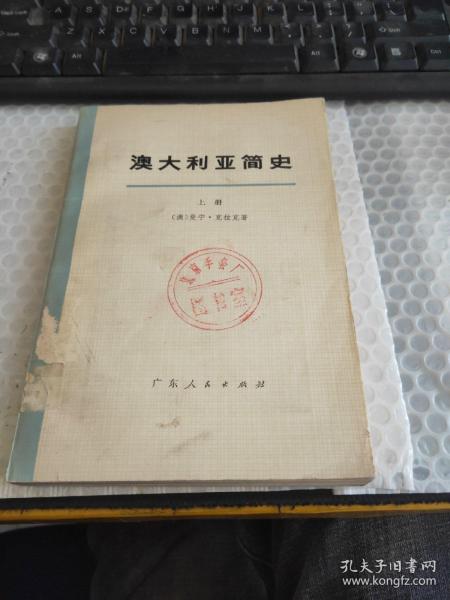 澳大利亚简史
上册
〔澳〕曼宁·克拉克著
广东人民出版社
孔夫子旧书网
www.kongfz.com